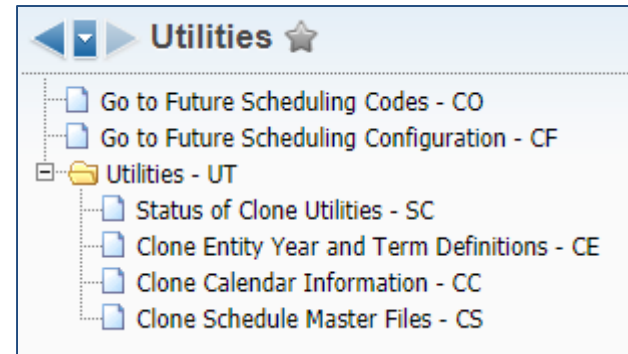 Utilities
Go to Future Scheduling Codes - CO
Go to Future Scheduling Configuration - CF
Utilities - UT
Status of Clone Utilities - SC
Clone Entity Year and Term Definitions - CE
Clone Calendar Information - CC
Clone Schedule Master Files - CS